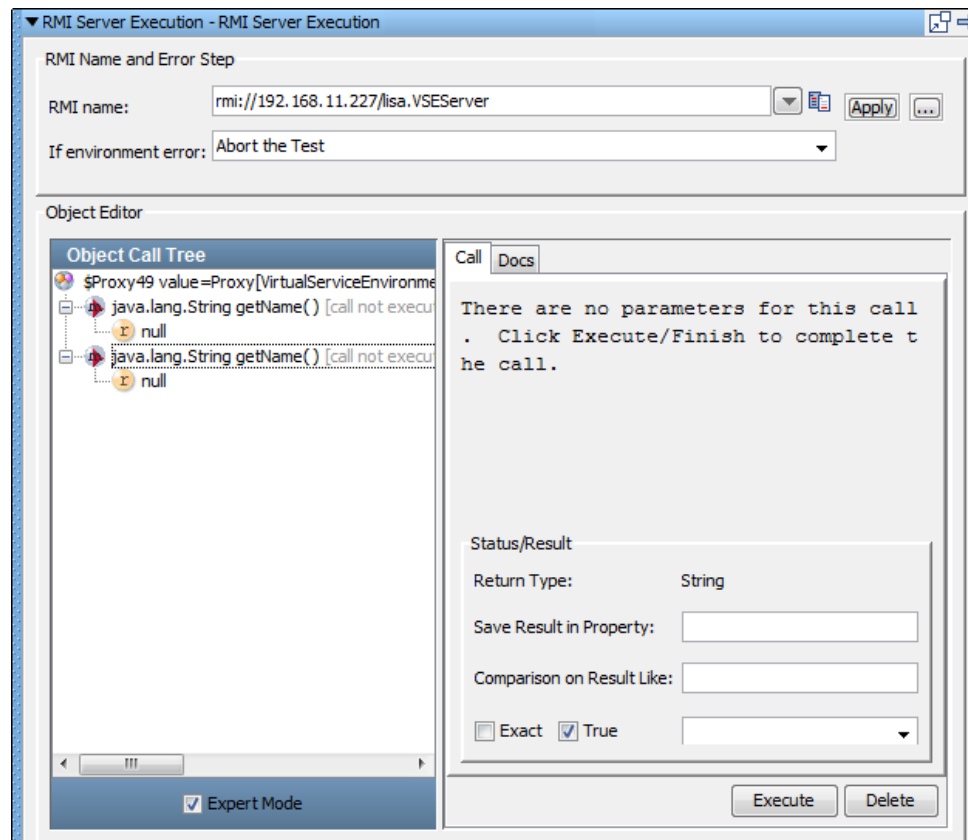 RMI Server Execution - RMI Server Execution
RMI Name and Error Step
RMI name: rmi://192.168.11.227/lisa.VSEServer Apply ...
If environment error: Abort the Test
Object Editor
Object Call Tree
$Proxy49 value=Proxy[VirtualServiceEnvironme
java.lang.String getName() [call not execu
r null
java.lang.String getName() [call not execu
r null
Expert Mode
Call Docs
There are no parameters for this call
. Click Execute/Finish to complete t
he call.
Status/Result
Return Type: String
Save Result in Property:
Comparison on Result Like:
Exact True
Execute Delete